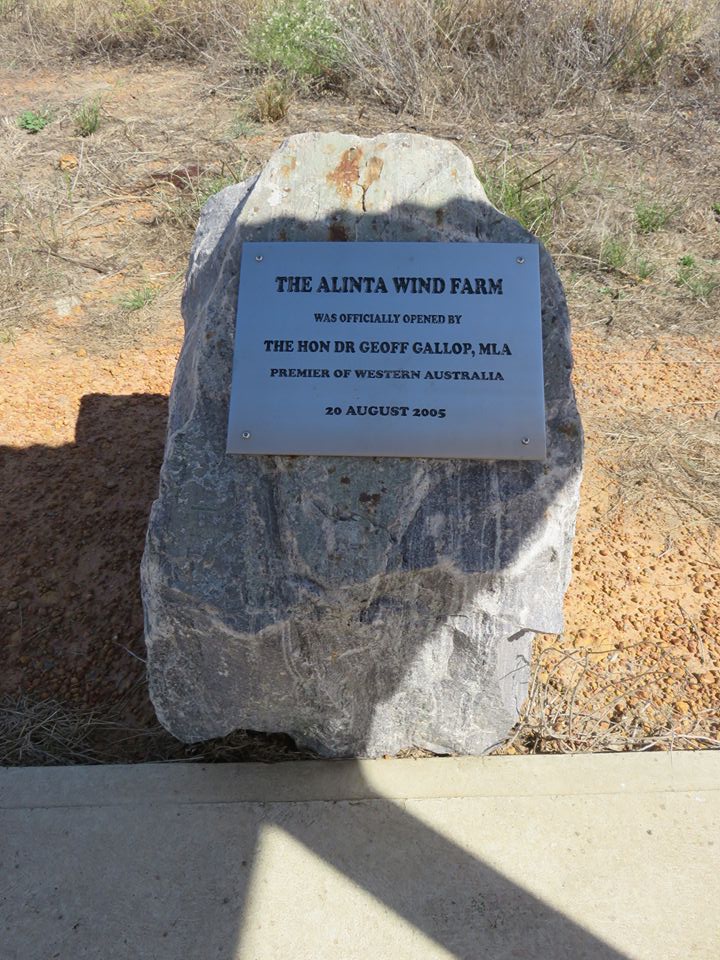 THE ALINTA WIND FARM
WAS OFFICIALLY OPENED BY
THE HON DR GEOFF GALLOP, MLA
PREMIER OF WESTERN AUSTRALIA
20 AUGUST 2005